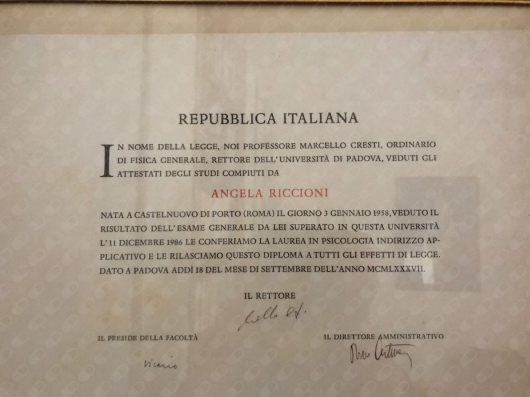 REPUBBLICA ITALIANA
IN NOME DELLA LEGGE, NOI PROFESSORE MARCELLO CRESTI, ORDINARIO
DI FISICA GENERALE, RETTORE DELL'UNIVERSITÀ DI PADOVA, VEDUTI GLI
ATTESTATI DEGLI STUDI COMPIUTI DA
ANGELA RICCIONI
NATA A CASTELNUOVO DI PORTO (ROMA) IL GIORNO 3 GENNAIO 1958, VEDUTO IL
RISULTATO DELL'ESAME GENERALE DA LEI SUPERATO IN QUESTA UNIVERSITÀ
L'11 DICEMBRE 1986 LE CONFERIAMO LA LAUREA IN PSICOLOGIA INDIRIZZO AP-
PLICATIVO E LE RILASCIAMO QUESTO DIPLOMA A TUTTI GLI EFFETTI DI LEGGE.
DATO A PADOVA ADDÌ 18 DEL MESE DI SETTEMBRE DELL'ANNO MCMLXXXVII.
IL RETTORE
IL PRESIDE DELLA FACOLTÀ IL DIRETTORE AMMINISTRATIVO